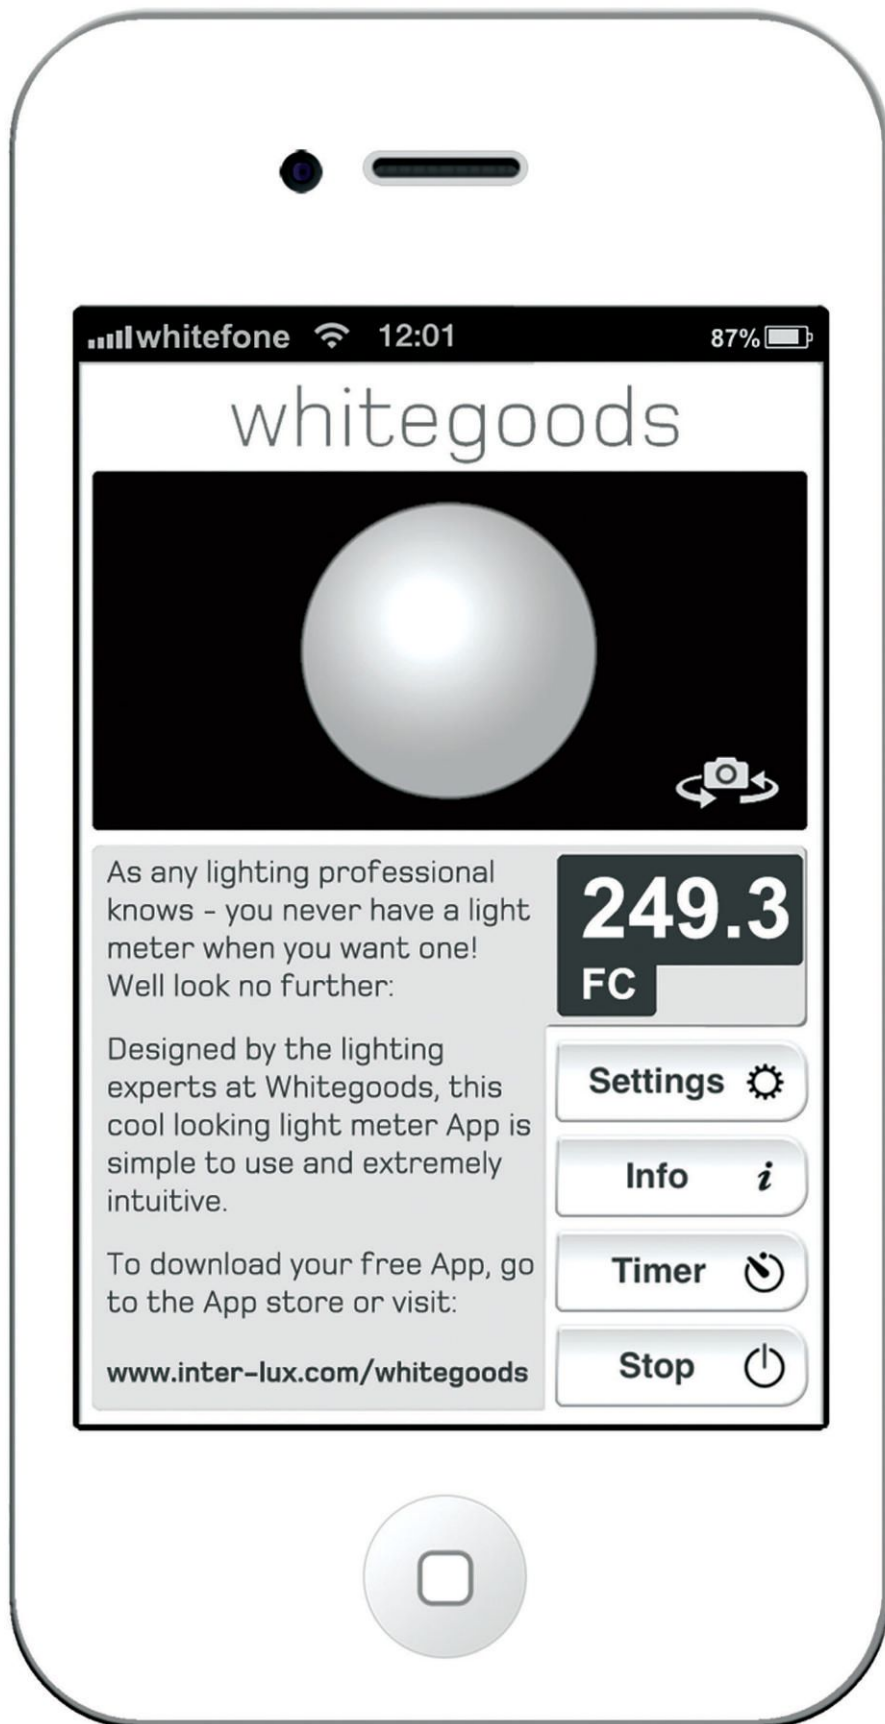 whitefone 12:01 87%
whitegoods
As any lighting professional
knows - you never have a light
meter when you want one!
Well look no further:
Designed by the lighting
experts at Whitegoods, this
cool looking light meter App is
simple to use and extremely
intuitive.
To download your free App, go
to the App store or visit:
www.inter-lux.com/whitegoods
249.3
FC
Settings
Info i
Timer
Stop